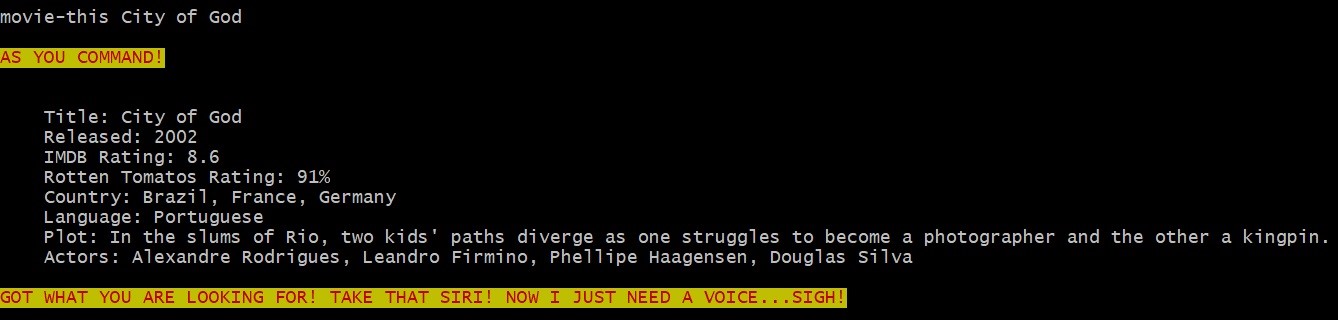 movie-this City of God
AS YOU COMMAND!
Title: City of God
Released: 2002
IMDB Rating: 8.6
Rotten Tomatos Rating: 91%
Country: Brazil, France, Germany
Language: Portuguese
Plot: In the slums of Rio, two kids' paths diverge as one struggles to become a photographer and the other a kingpin.
Actors: Alexandre Rodrigues, Leandro Firmino, Phellipe Haagensen, Douglas Silva
GOT WHAT YOU ARE LOOKING FOR! TAKE THAT SIRI! NOW I JUST NEED A VOICE...SIGH!